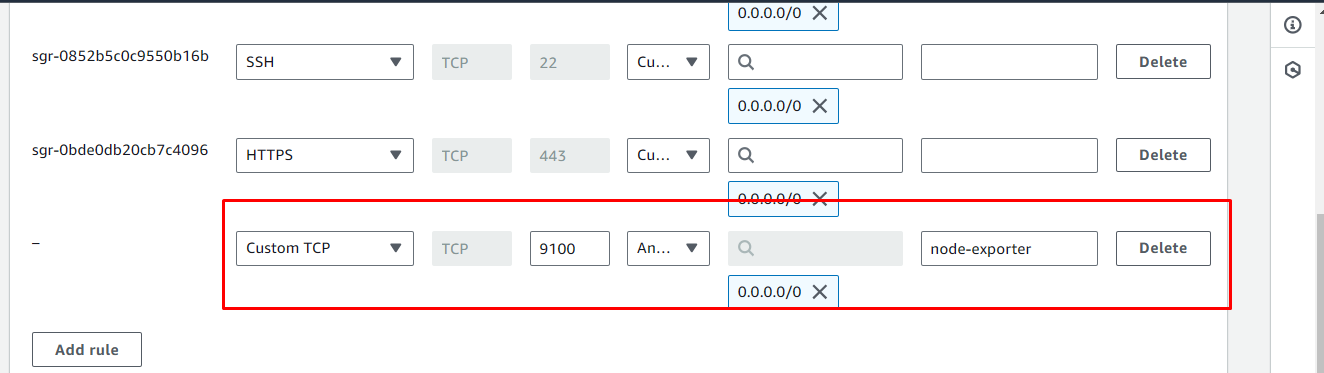 0.0.0.0/0
sgr-0852b5c0c9550b16b SSH TCP 22 Cu... Delete
0.0.0.0/0
sgr-0bde0db20cb7c4096 HTTPS TCP 443 Cu... Delete
0.0.0.0/0
– Custom TCP TCP 9100 An... node-exporter Delete
0.0.0.0/0
Add rule